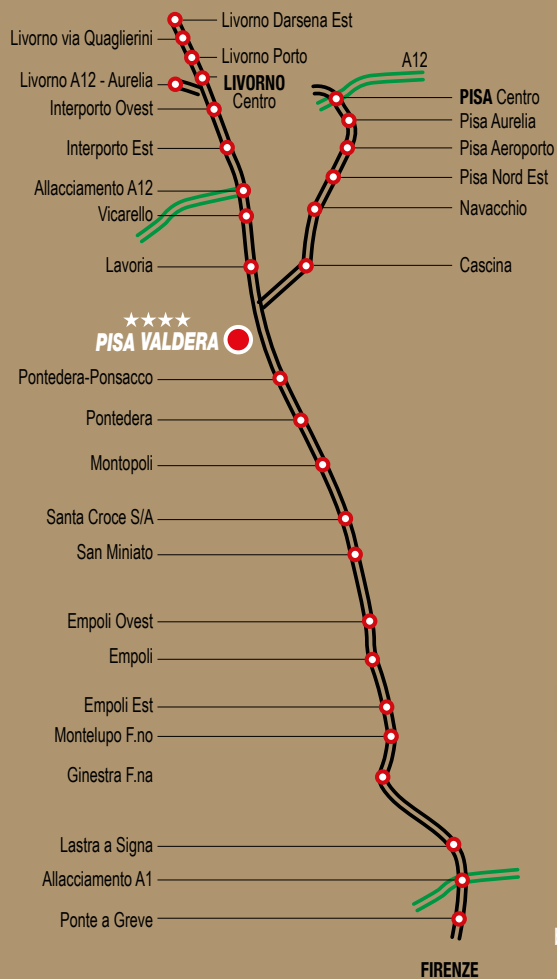 Livorno Darsena Est
Livorno via Quaglierini
Livorno Porto
Livorno A12 - Aurelia
LIVORNO
Centro
A12
Interporto Ovest
PISA Centro
Pisa Aurelia
Interporto Est
Pisa Aeroporto
Pisa Nord Est
Allacciamento A12
Vicarello
Navacchio
Lavoria
Cascina
★★★★
PISA VALDERA
Pontedera-Ponsacco
Pontedera
Montopoli
Santa Croce S/A
San Miniato
Empoli Ovest
Empoli
Empoli Est
Montelupo F.no
Ginestra F.na
Lastra a Signa
Allacciamento A1
Ponte a Greve
FIRENZE